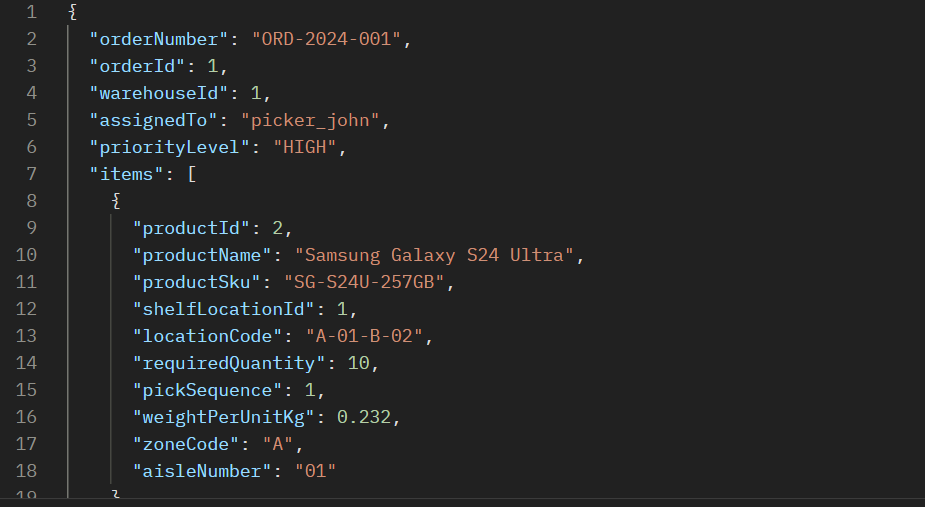 1 {
2 "orderNumber": "ORD-2024-001",
3 "orderId": 1,
4 "warehouseId": 1,
5 "assignedTo": "picker_john",
6 "priorityLevel": "HIGH",
7 "items": [
8 {
9 "productId": 2,
10 "productName": "Samsung Galaxy S24 Ultra",
11 "productSku": "SG-S24U-257GB",
12 "shelfLocationId": 1,
13 "locationCode": "A-01-B-02",
14 "requiredQuantity": 10,
15 "pickSequence": 1,
16 "weightPerUnitKg": 0.232,
17 "zoneCode": "A",
18 "aisleNumber": "01"
19 }